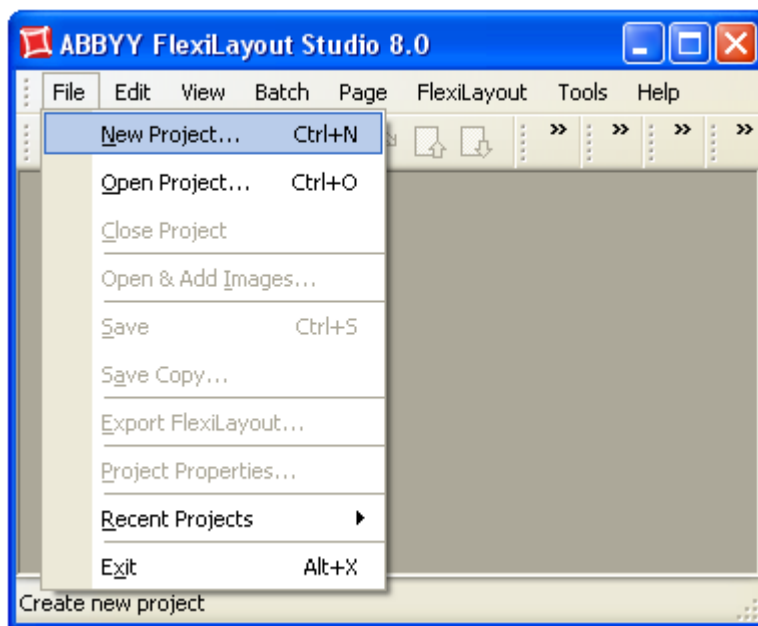 ABBYY FlexiLayout Studio 8.0
File Edit View Batch Page FlexiLayout Tools Help
New Project... Ctrl+N
Open Project... Ctrl+O
Close Project
Open & Add Images...
Save Ctrl+S
Save Copy...
Export FlexiLayout...
Project Properties...
Recent Projects
Exit Alt+X
Create new project